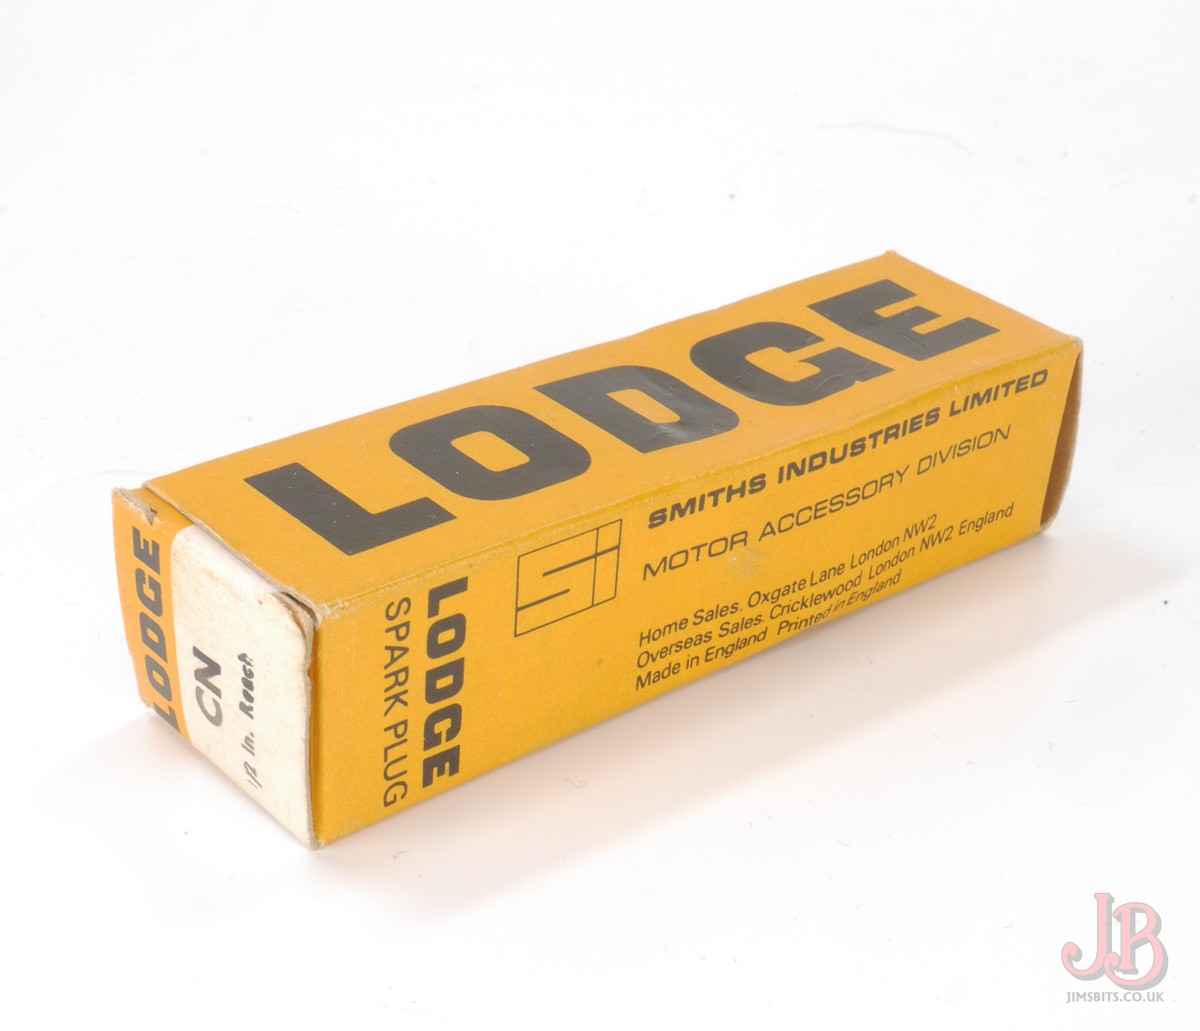 LODGE
SMITHS INDUSTRIES LIMITED
MOTOR ACCESSORY DIVISION
Home Sales. Oxgate Lane London NW2
Overseas Sales. Cricklewood London NW2 England
Made in England Printed in England
Si
LODGE
SPARK PLUG
LODGE
CN
1/2 In. Reach
JB
JIMSBITS.CO.UK